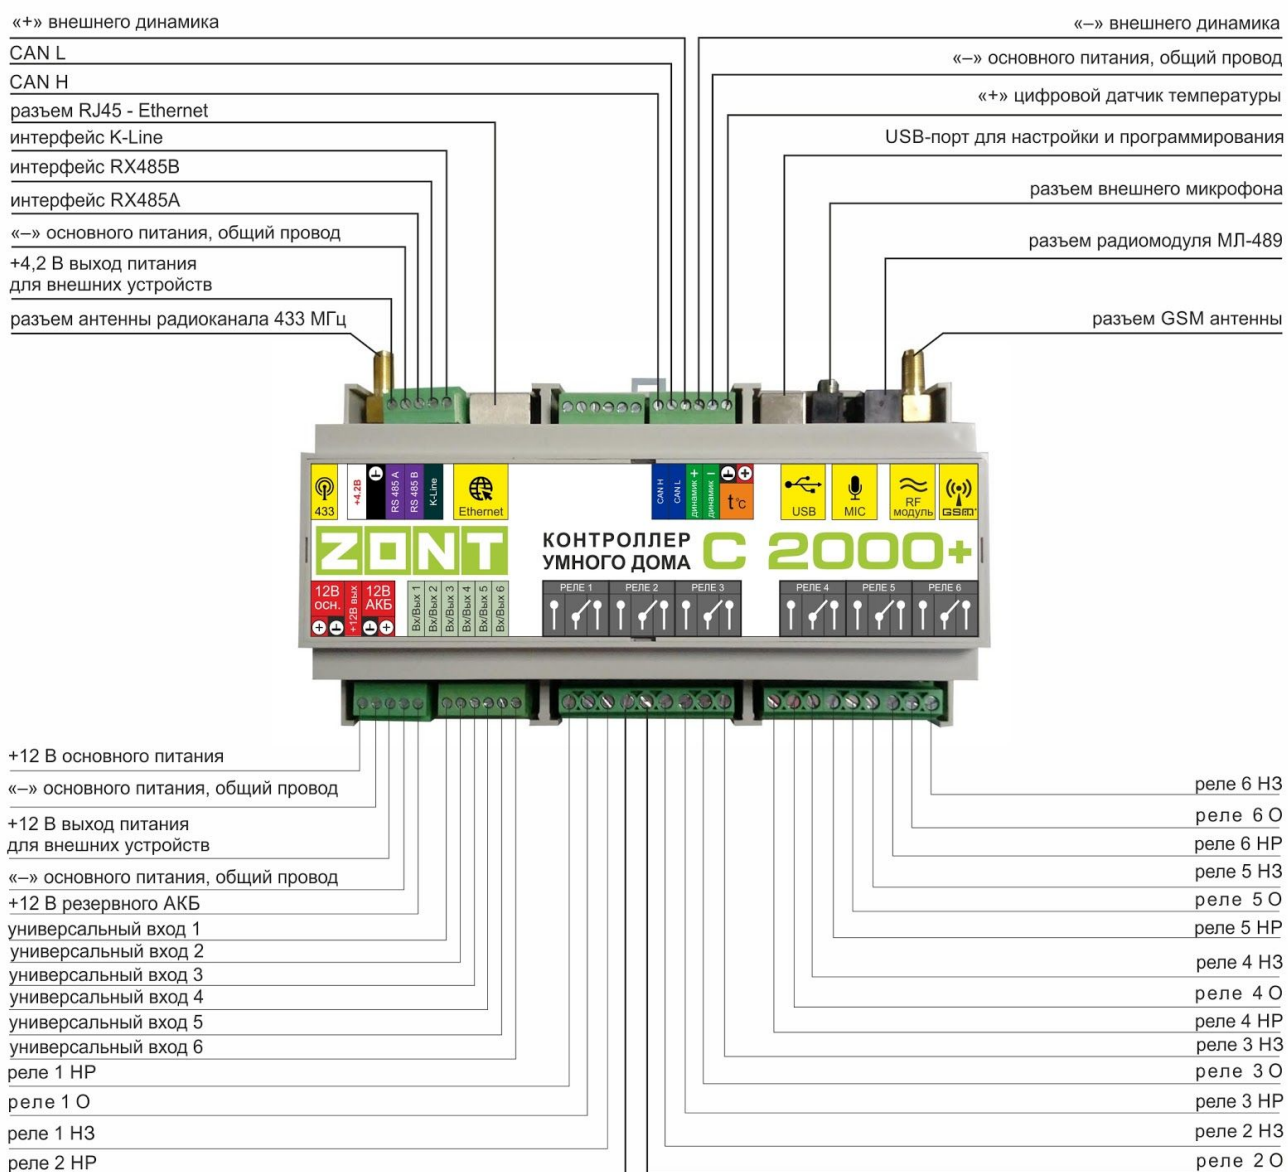 «+» внешнего динамика
CAN L
CAN H
разъем RJ45 - Ethernet
интерфейс K-Line
интерфейс RX485B
интерфейс RX485A
«–» основного питания, общий провод
+4,2 В выход питания
для внешних устройств
разъем антенны радиоканала 433 МГц
«–» внешнего динамика
«–» основного питания, общий провод
«+» цифровой датчик температуры
USB-порт для настройки и программирования
разъем внешнего микрофона
разъем радиомодуля МЛ-489
разъем GSM антенны
433
+4.2В
RS 485 A
RS 485 B
K-Line
Ethernet
CAN H
CAN L
динамик +
динамик –
t°C
USB
MIC
RF
модуль
GSM
ZONT
КОНТРОЛЛЕР
УМНОГО ДОМА
C 2000+
12В
осн.
+12В вых
12В
АКБ
Вх/Вых 1
Вх/Вых 2
Вх/Вых 3
Вх/Вых 4
Вх/Вых 5
Вх/Вых 6
РЕЛЕ 1
РЕЛЕ 2
РЕЛЕ 3
РЕЛЕ 4
РЕЛЕ 5
РЕЛЕ 6
+12 В основного питания
«–» основного питания, общий провод
+12 В выход питания
для внешних устройств
«–» основного питания, общий провод
+12 В резервного АКБ
универсальный вход 1
универсальный вход 2
универсальный вход 3
универсальный вход 4
универсальный вход 5
универсальный вход 6
реле 1 НР
реле 1 О
реле 1 НЗ
реле 2 НР
реле 6 НЗ
реле 6 О
реле 6 НР
реле 5 НЗ
реле 5 О
реле 5 НР
реле 4 НЗ
реле 4 О
реле 4 НР
реле 3 НЗ
реле 3 О
реле 3 НР
реле 2 НЗ
реле 2 О